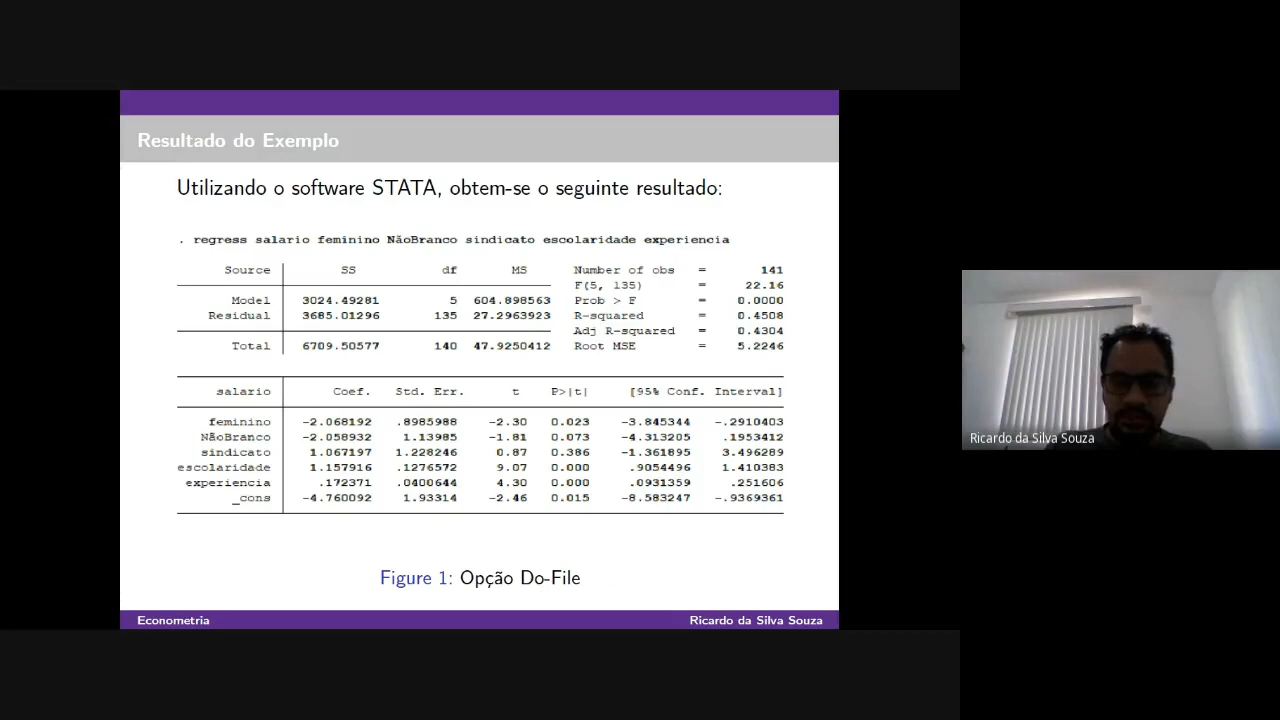 Resultado do Exemplo
Utilizando o software STATA, obtem-se o seguinte resultado:
. regress salario feminino NãoBranco sindicato escolaridade experiencia
Source SS df MS Number of obs = 141
F(5, 135) = 22.16
Model 3024.49281 5 604.898563 Prob > F = 0.0000
Residual 3685.01296 135 27.2963923 R-squared = 0.4508
Adj R-squared = 0.4304
Total 6709.50577 140 47.9250412 Root MSE = 5.2246
salario Coef. Std. Err. t P>|t| [95% Conf. Interval]
feminino -2.068192 .8985988 -2.30 0.023 -3.845344 -.2910403
NãoBranco -2.058932 1.13985 -1.81 0.073 -4.313205 .1953412
sindicato 1.067197 1.228246 0.87 0.386 -1.361895 3.496289
escolaridade 1.157916 .1276572 9.07 0.000 .9054496 1.410383
experiencia .172371 .0400644 4.30 0.000 .0931359 .251606
_cons -4.760092 1.93314 -2.46 0.015 -8.583247 -.9369361
Figure 1: Opção Do-File
Econometria Ricardo da Silva Souza
Ricardo da Silva Souza